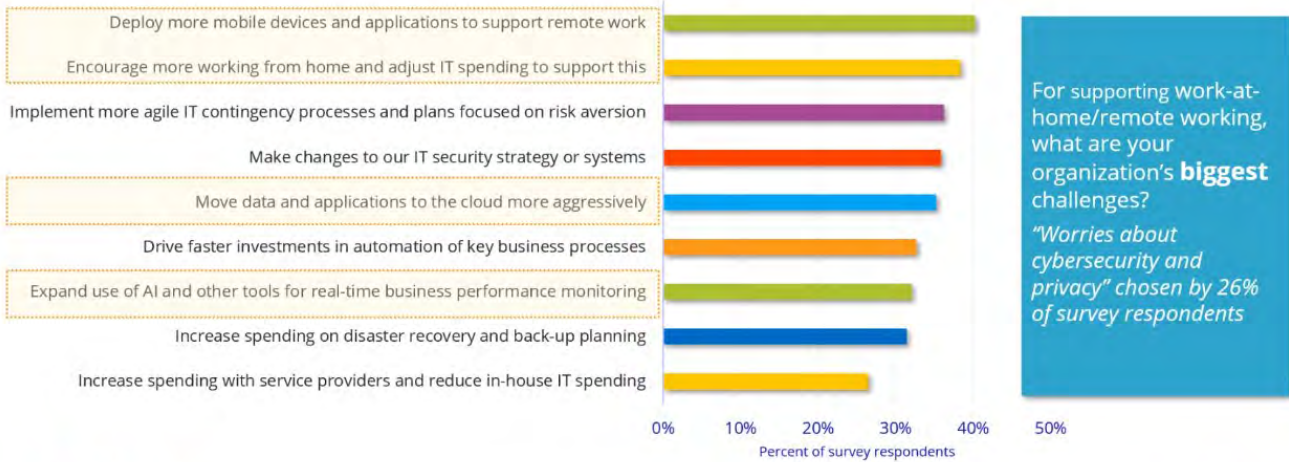 Deploy more mobile devices and applications to support remote work
Encourage more working from home and adjust IT spending to support this
Implement more agile IT contingency processes and plans focused on risk aversion
Make changes to our IT security strategy or systems
Move data and applications to the cloud more aggressively
Drive faster investments in automation of key business processes
Expand use of AI and other tools for real-time business performance monitoring
Increase spending on disaster recovery and back-up planning
Increase spending with service providers and reduce in-house IT spending
0% 10% 20% 30% 40% 50%
Percent of survey respondents
For supporting work-at-
home/remote working,
what are your
organization's biggest
challenges?
"Worries about
cybersecurity and
privacy" chosen by 26%
of survey respondents